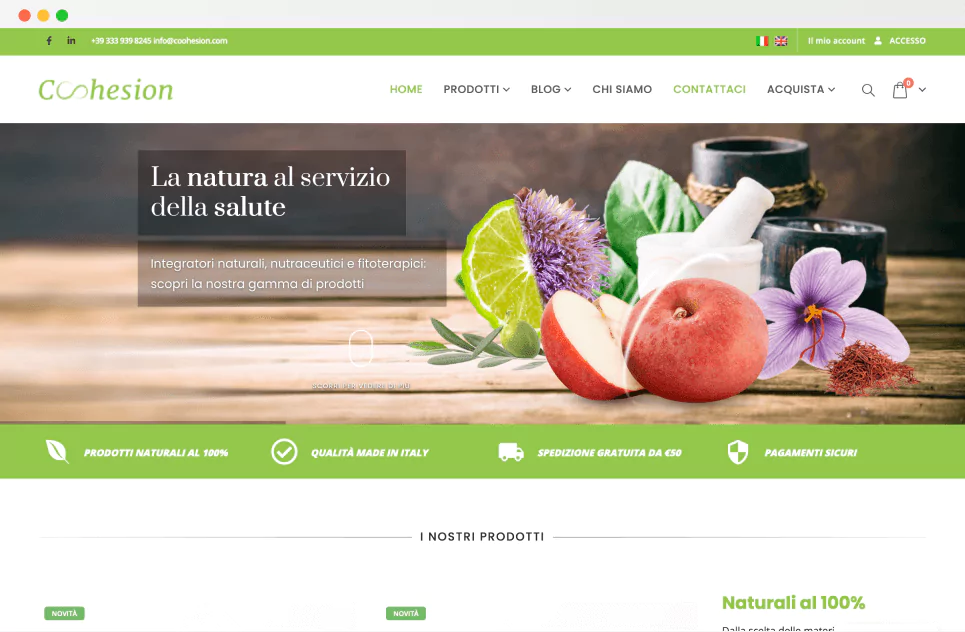 +39 333 939 8245 info@coohesion.com
Il mio account ACCESSO
Coohesion
HOME PRODOTTI BLOG CHI SIAMO CONTATTACI ACQUISTA 0
La natura al servizio
della salute
Integratori naturali, nutraceutici e fitoterapici:
scopri la nostra gamma di prodotti
SCORRI PER VEDERE DI PIÙ
PRODOTTI NATURALI AL 100% QUALITÀ MADE IN ITALY SPEDIZIONE GRATUITA DA €50 PAGAMENTI SICURI
I NOSTRI PRODOTTI
NOVITÀ NOVITÀ
Naturali al 100%
Dalla scelta delle materi